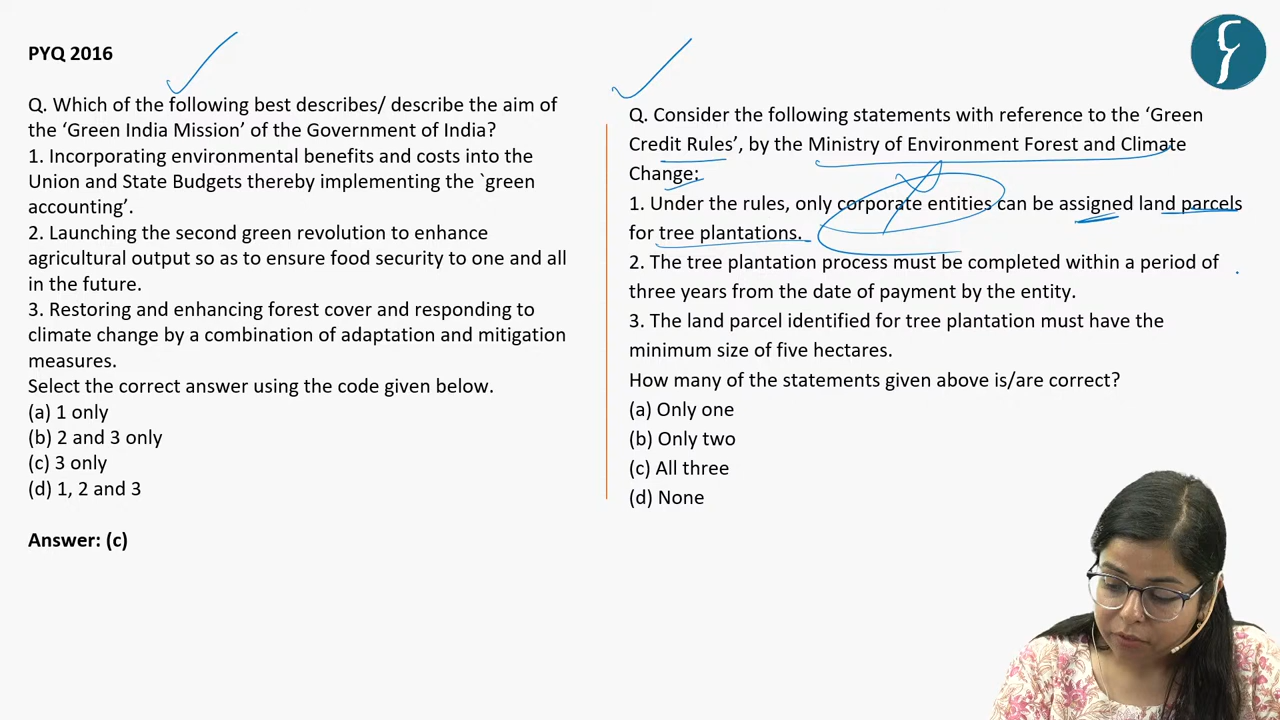 PYQ 2016
Q. Which of the following best describes/ describe the aim of
the ‘Green India Mission’ of the Government of India?
1. Incorporating environmental benefits and costs into the
Union and State Budgets thereby implementing the `green
accounting’.
2. Launching the second green revolution to enhance
agricultural output so as to ensure food security to one and all
in the future.
3. Restoring and enhancing forest cover and responding to
climate change by a combination of adaptation and mitigation
measures.
Select the correct answer using the code given below.
(a) 1 only
(b) 2 and 3 only
(c) 3 only
(d) 1, 2 and 3
Answer: (c)
Q. Consider the following statements with reference to the ‘Green
Credit Rules’, by the Ministry of Environment Forest and Climate
Change:
1. Under the rules, only corporate entities can be assigned land parcels
for tree plantations.
2. The tree plantation process must be completed within a period of
three years from the date of payment by the entity.
3. The land parcel identified for tree plantation must have the
minimum size of five hectares.
How many of the statements given above is/are correct?
(a) Only one
(b) Only two
(c) All three
(d) None